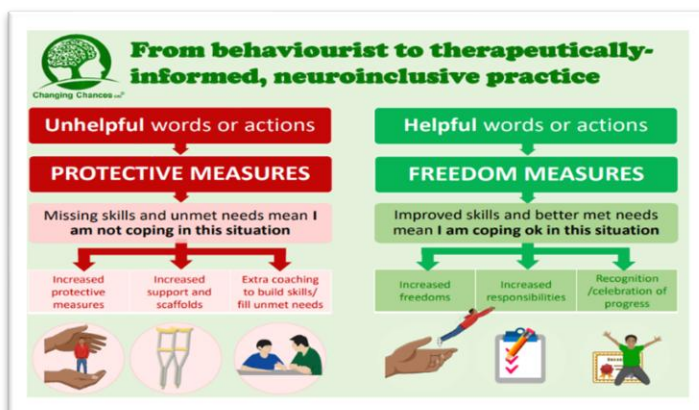 From behaviourist to therapeutically-
informed, neuroinclusive practice
Changing Chances
Unhelpful words or actions
PROTECTIVE MEASURES
Missing skills and unmet needs mean I
am not coping in this situation
Increased
protective
measures
Increased
support and
scaffolds
Extra coaching
to build skills/
fill unmet needs
Helpful words or actions
FREEDOM MEASURES
Improved skills and better met needs
mean I am coping ok in this situation
Increased
freedoms
Increased
responsibilities
Recognition
/celebration of
progress